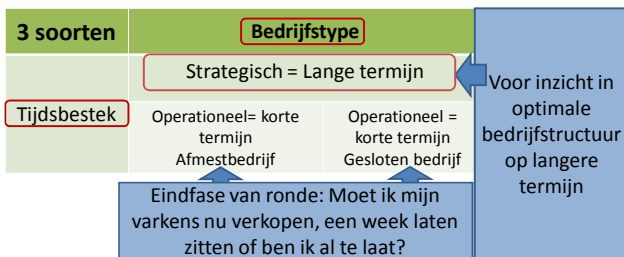 3 soorten
Bedrijfstype
Strategisch = Lange termijn
Tijdsbestek
Operationeel= korte
termijn
Afmestbedrijf
Operationeel =
korte termijn
Gesloten bedrijf
Voor inzicht in
optimale
bedrijfstructuur
op langere
termijn
Eindfase van ronde: Moet ik mijn
varkens nu verkopen, een week laten
zitten of ben ik al te laat?